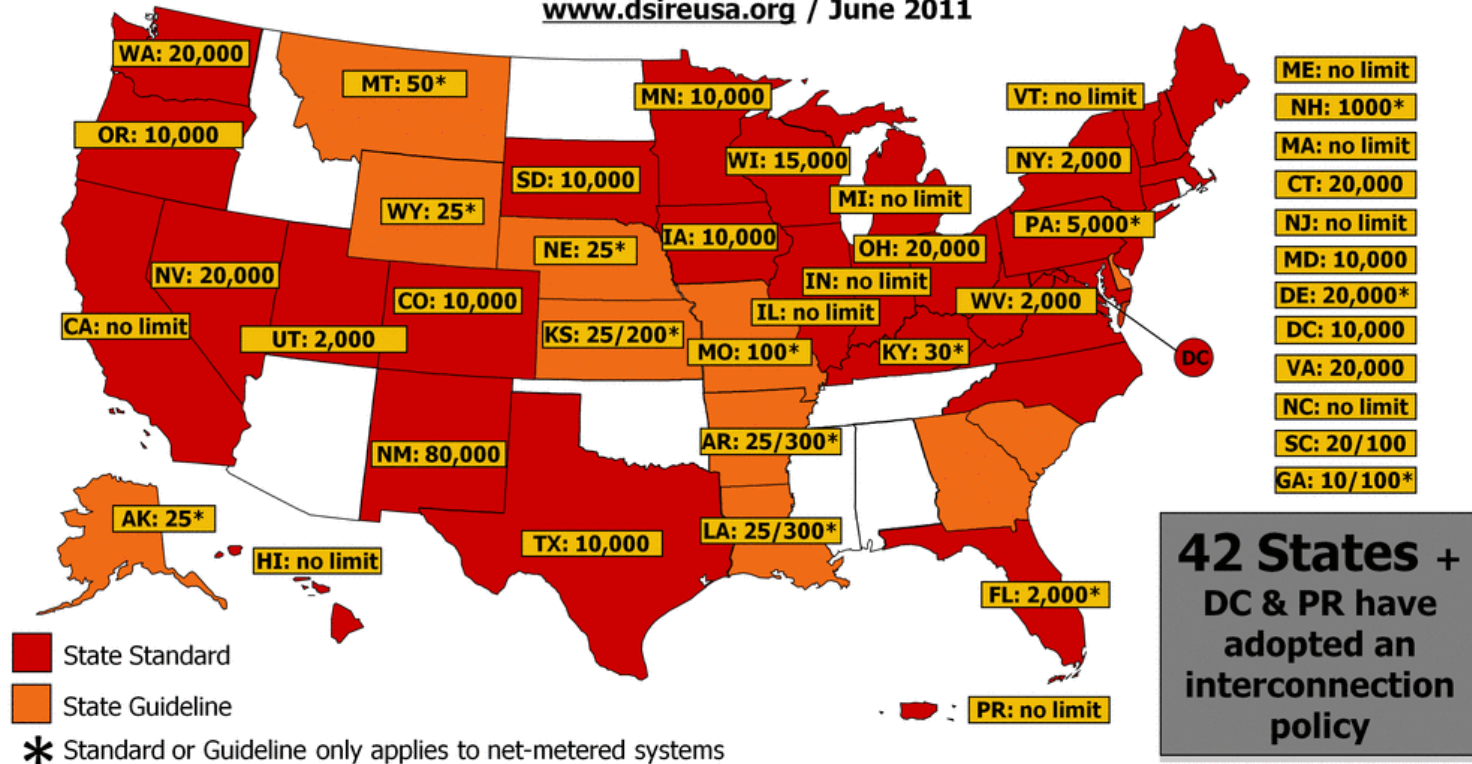 www.dsireusa.org / June 2011
WA: 20,000
MT: 50*
MN: 10,000
VT: no limit
ME: no limit
NH: 1000*
OR: 10,000
MA: no limit
WI: 15,000
NY: 2,000
SD: 10,000
CT: 20,000
MI: no limit
WY: 25*
NJ: no limit
PA: 5,000*
IA: 10,000
NE: 25*
OH: 20,000
MD: 10,000
NV: 20,000
IN: no limit
DE: 20,000*
CO: 10,000
WV: 2,000
IL: no limit
CA: no limit
DC: 10,000
UT: 2,000
KS: 25/200*
MO: 100*
KY: 30*
DC
VA: 20,000
NC: no limit
AR: 25/300*
SC: 20/100
NM: 80,000
GA: 10/100*
AK: 25*
LA: 25/300*
TX: 10,000
HI: no limit
FL: 2,000*
42 States +
DC & PR have
adopted an
interconnection
policy
State Standard
State Guideline
PR: no limit
* Standard or Guideline only applies to net-metered systems